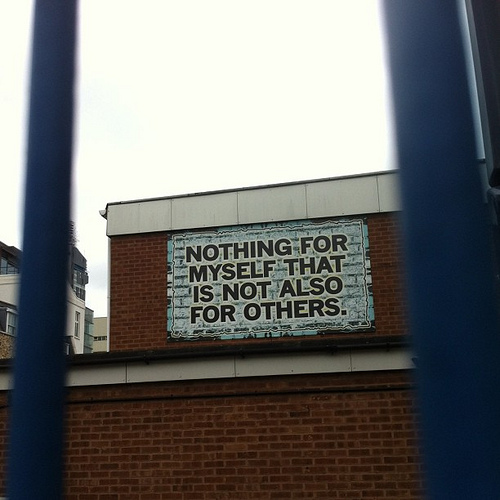 NOTHING FOR
MYSELF THAT
IS NOT ALSO
FOR OTHERS.